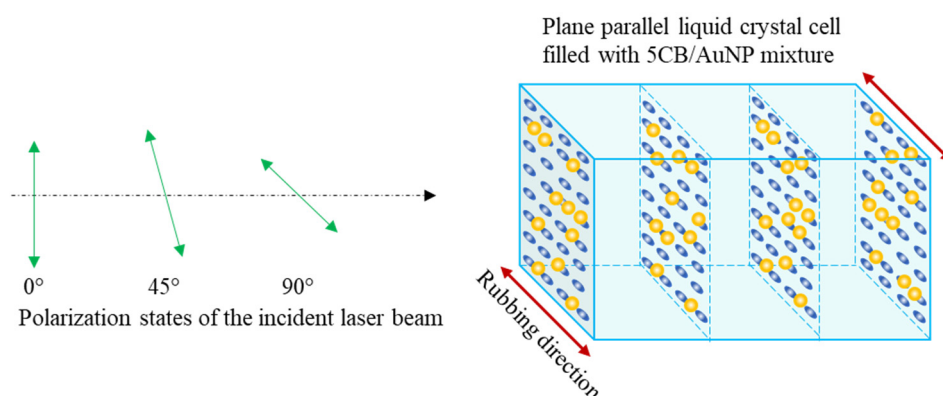 Plane parallel liquid crystal cell
filled with 5CB/AuNP mixture
0°
45°
90°
Polarization states of the incident laser beam
Rubbing direction